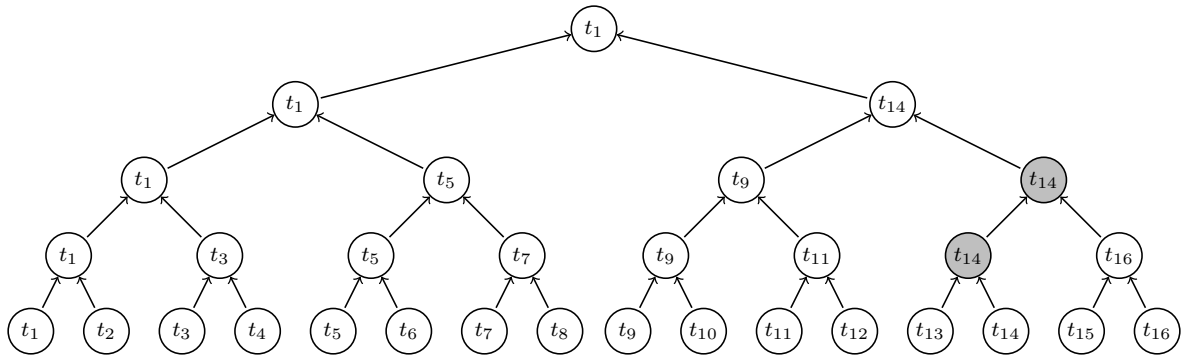 t₁
t₁ t₁₄
t₁ t₅ t₉ t₁₄
t₁ t₃ t₅ t₇ t₉ t₁₁ t₁₄ t₁₆
t₁ t₂ t₃ t₄ t₅ t₆ t₇ t₈ t₉ t₁₀ t₁₁ t₁₂ t₁₃ t₁₄ t₁₅ t₁₆